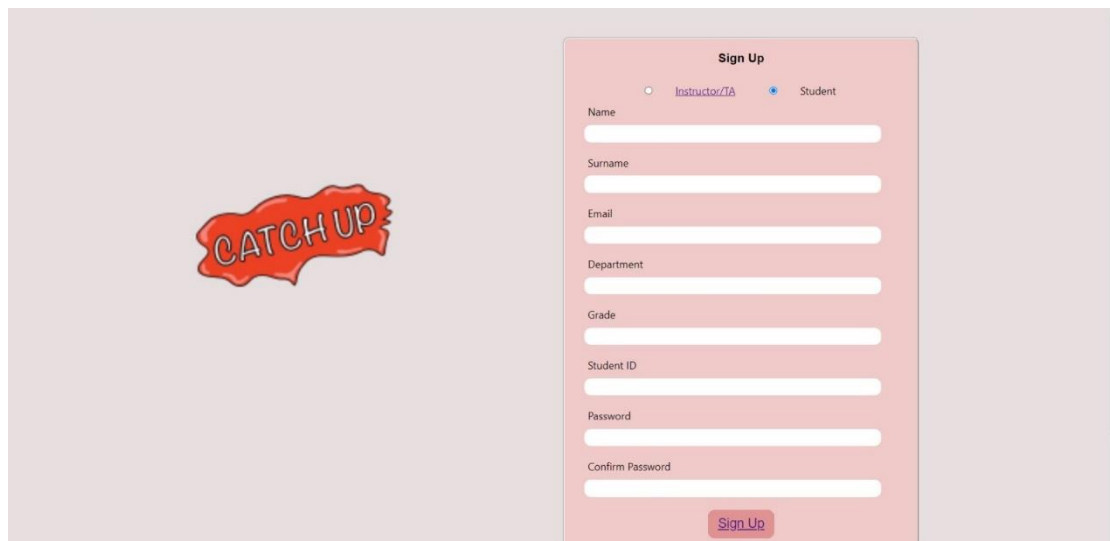 CATCH UP
Sign Up
Instructor/TA Student
Name
Surname
Email
Department
Grade
Student ID
Password
Confirm Password
Sign Up